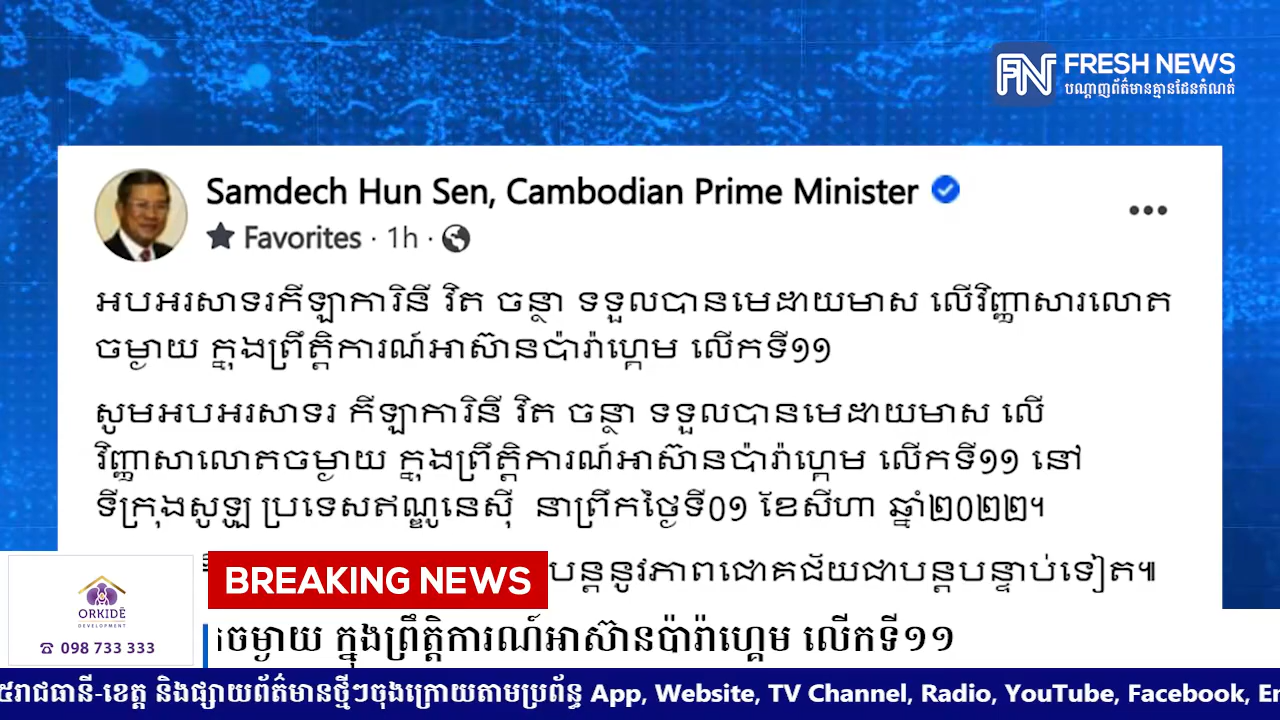 FRESH NEWS
បណ្ដាញព័ត៌មានគ្មានដែនកំណត់
Samdech Hun Sen, Cambodian Prime Minister
Favorites · 1h ·
អបអរសាទរកីឡាការិនី វិត ចន្ថា ទទួលបានមេដាយមាស លើវិញ្ញាសារលោត
ចម្ងាយ ក្នុងព្រឹត្តិការណ៍អាស៊ានប៉ារ៉ាហ្គេម លើកទី១១
សូមអបអរសាទរ កីឡាការិនី វិត ចន្ថា ទទួលបានមេដាយមាស លើ
វិញ្ញាសាលោតចម្ងាយ ក្នុងព្រឹត្តិការណ៍អាស៊ានប៉ារ៉ាហ្គេម លើកទី១១ នៅ
ទីក្រុងសូឡូ ប្រទេសឥណ្ឌូនេស៊ី នាព្រឹកថ្ងៃទី០១ ខែសីហា ឆ្នាំ២០២២។
បន្តនូវភាពជោគជ័យជាបន្តបន្ទាប់ទៀត៕
BREAKING NEWS
ORKIDĒ
DEVELOPMENT
☎ 098 733 333
ចម្ងាយ ក្នុងព្រឹត្តិការណ៍អាស៊ានប៉ារ៉ាហ្គេម លើកទី១១
៥រាជធានី-ខេត្ត និងផ្សាយព័ត៌មានថ្មីៗចុងក្រោយតាមប្រព័ន្ធ App, Website, TV Channel, Radio, YouTube, Facebook,